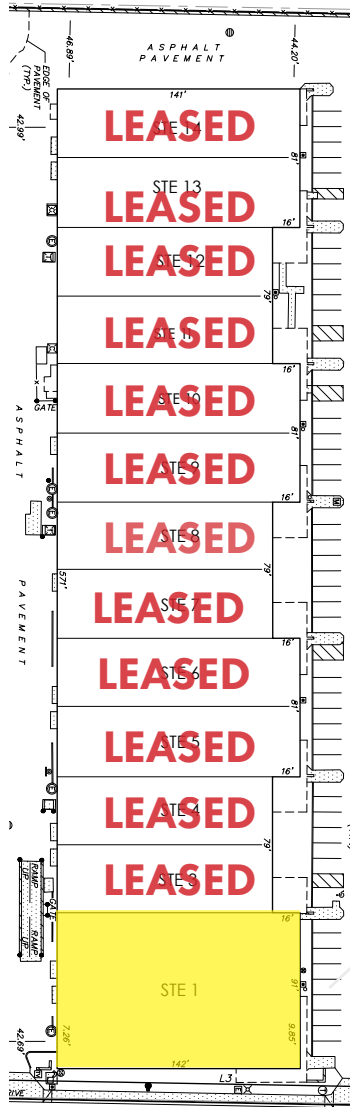 46.89'
ASPHALT
PAVEMENT
44.20'
EDGE OF
PAVEMENT
(TYP.)
42.99'
141'
STE 14
LEASED
81'
STE 13
LEASED
16'
STE 12
LEASED
79'
STE 11
LEASED
16'
STE 10
LEASED
GATE
ASPHALT
81'
STE 9
LEASED
16'
STE 8
LEASED
79'
571'
STE 7
LEASED
PAVEMENT
16'
STE 6
LEASED
81'
STE 5
LEASED
16'
STE 4
LEASED
79'
STE 3
LEASED
RAMP
UP
RAMP
UP
GATE
16'
STE 1
91'
7.26'
9.85'
42.69'
142'
L3